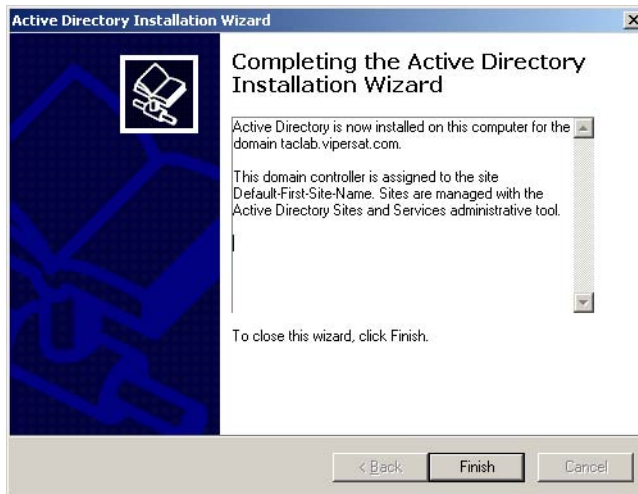 Active Directory Installation Wizard
Completing the Active Directory
Installation Wizard
Active Directory is now installed on this computer for the
domain taclab.vipersat.com.
This domain controller is assigned to the site
Default-First-Site-Name. Sites are managed with the
Active Directory Sites and Services administrative tool.
To close this wizard, click Finish.
< Back Finish Cancel